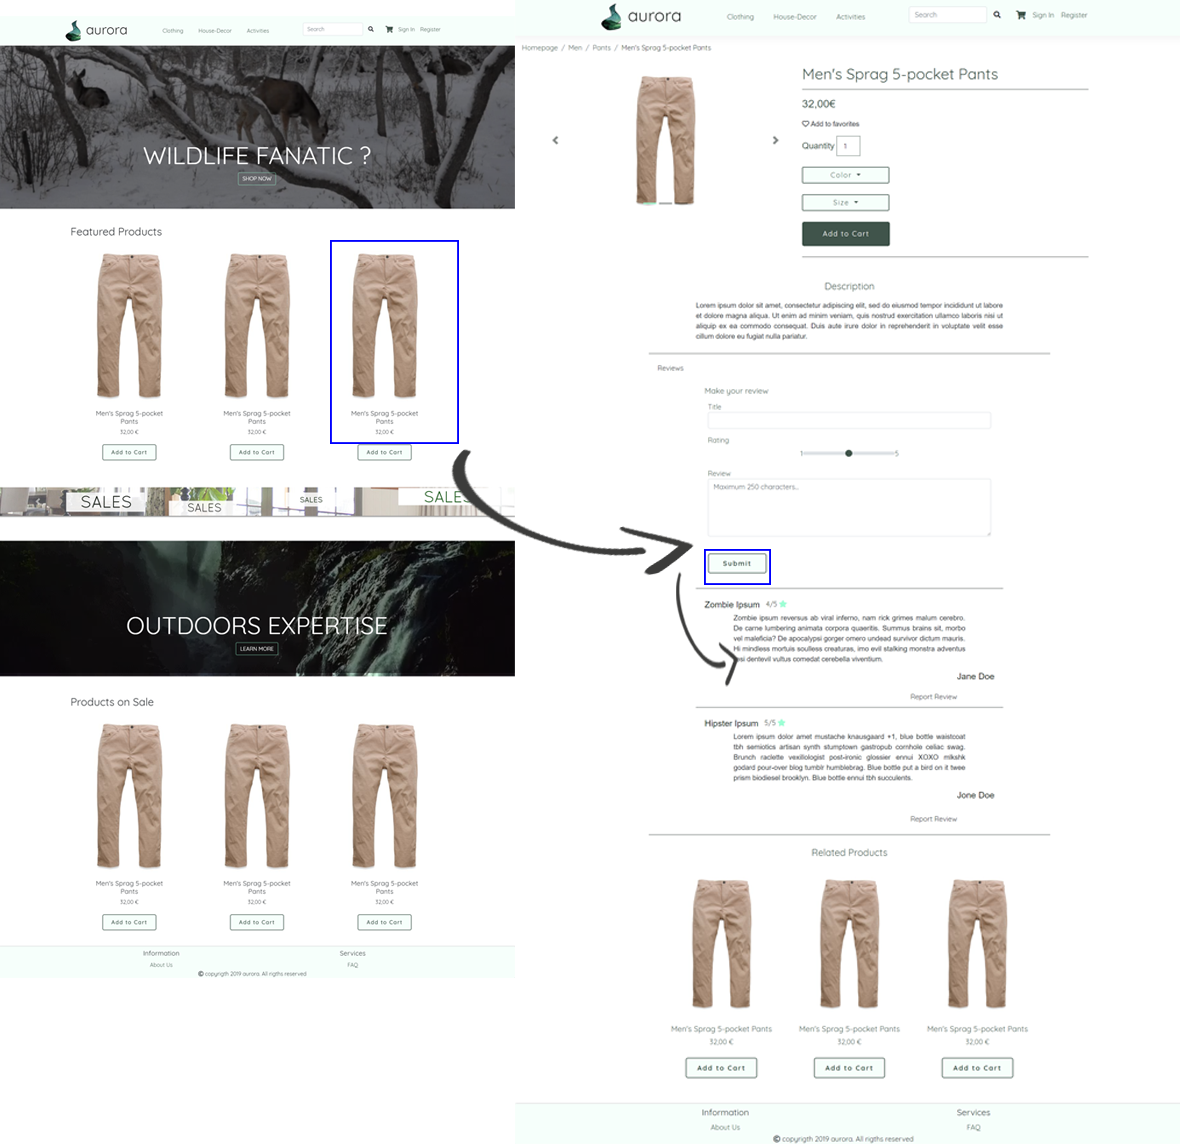 aurora
Clothing House-Decor Activities Search Sign In Register
WILDLIFE FANATIC ?
SHOP NOW
Featured Products
Men's Sprag 5-pocket
Pants
32,00 €
Add to Cart
Men's Sprag 5-pocket
Pants
32,00 €
Add to Cart
Men's Sprag 5-pocket
Pants
32,00 €
Add to Cart
SALES
SALES
SALES
SALES
OUTDOORS EXPERTISE
LEARN MORE
Products on Sale
Men's Sprag 5-pocket
Pants
32,00 €
Add to Cart
Men's Sprag 5-pocket
Pants
32,00 €
Add to Cart
Men's Sprag 5-pocket
Pants
32,00 €
Add to Cart
Information
About Us
Services
FAQ
© copyrigth 2019 aurora. All rigths reserved
aurora
Clothing House-Decor Activities Search Sign In Register
Homepage / Men / Pants / Men's Sprag 5-pocket Pants
Men's Sprag 5-pocket Pants
32,00€
Add to favorites
Quantity 1
Color
Size
Add to Cart
Description
Lorem ipsum dolor sit amet, consectetur adipiscing elit, sed do eiusmod tempor incididunt ut labore
et dolore magna aliqua. Ut enim ad minim veniam, quis nostrud exercitation ullamco laboris nisi ut
aliquip ex ea commodo consequat. Duis aute irure dolor in reprehenderit in voluptate velit esse
cillum dolore eu fugiat nulla pariatur.
Reviews
Make your review
Title
Rating
1 5
Review
Maximum 250 characters..
Submit
Zombie Ipsum 4/5
Zombie ipsum reversus ab viral inferno, nam rick grimes malum cerebro.
De carne lumbering animata corpora quaeritis. Summus brains sit, morbo
vel maleficia? De apocalypsi gorger omero undead survivor dictum mauris.
Hi mindless mortuis soulless creaturas, imo evil stalking monstra adventus
dentevil vultus comedat cerebella viventium.
Jane Doe
Report Review
Hipster Ipsum 5/5
Lorem ipsum dolor amet mustache knausgaard +1, blue bottle waistcoat
tbh semiotics artisan synth stumptown gastropub cornhole celiac swag.
Brunch raclette vexillologist post-ironic glossier ennui XOXO mlkshk
godard pour-over blog tumblr humblebrag. Blue bottle put a bird on it twee
prism biodiesel brooklyn. Blue bottle ennui tbh succulents.
Jone Doe
Report Review
Related Products
Men's Sprag 5-pocket Pants
32,00 €
Add to Cart
Men's Sprag 5-pocket Pants
32,00 €
Add to Cart
Men's Sprag 5-pocket Pants
32,00 €
Add to Cart
Information
About Us
Services
FAQ
© copyrigth 2019 aurora. All rigths reserved